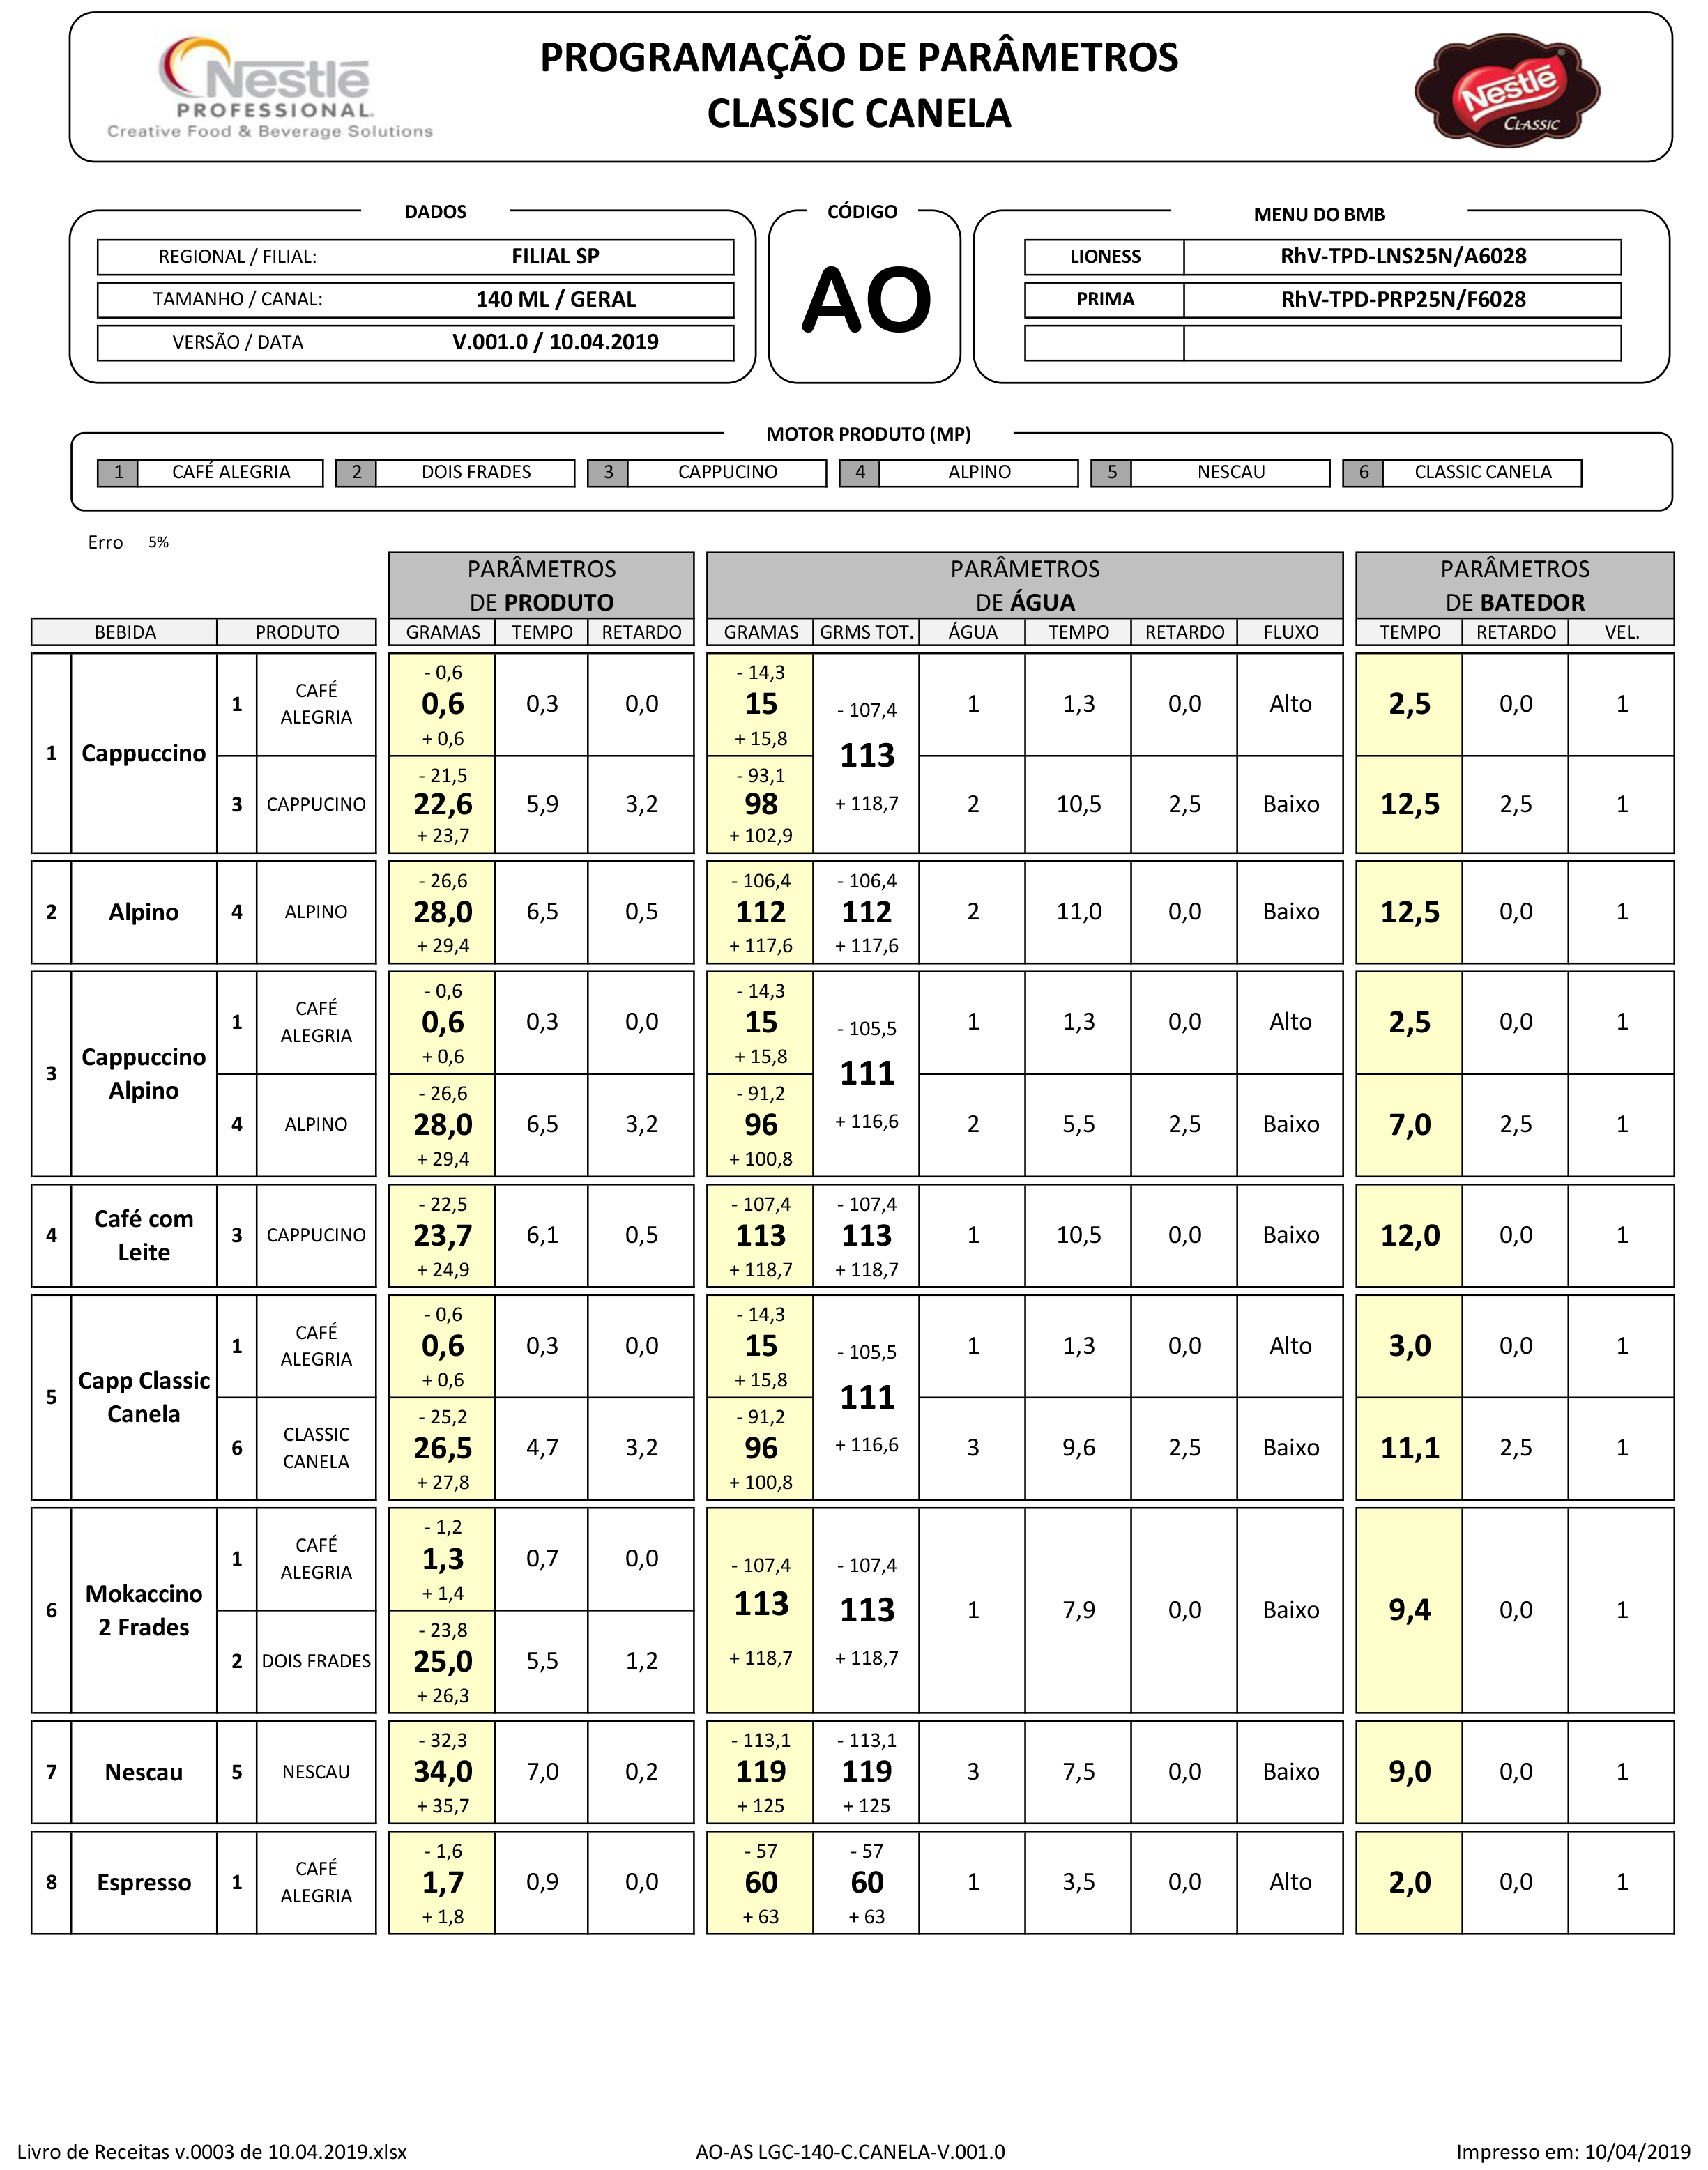 Nestlé
PROFESSIONAL.
Creative Food & Beverage Solutions
PROGRAMAÇÃO DE PARÂMETROS
CLASSIC CANELA
Nestlé ®
CLASSIC
DADOS
REGIONAL / FILIAL: FILIAL SP
TAMANHO / CANAL: 140 ML / GERAL
VERSÃO / DATA V.001.0 / 10.04.2019
CÓDIGO
AO
MENU DO BMB
LIONESS RhV-TPD-LNS25N/A6028
PRIMA RhV-TPD-PRP25N/F6028
MOTOR PRODUTO (MP)
1 CAFÉ ALEGRIA 2 DOIS FRADES 3 CAPPUCINO 4 ALPINO 5 NESCAU 6 CLASSIC CANELA
Erro 5%
PARÂMETROS
DE PRODUTO
PARÂMETROS
DE ÁGUA
PARÂMETROS
DE BATEDOR
BEBIDA PRODUTO GRAMAS TEMPO RETARDO GRAMAS GRMS TOT. ÁGUA TEMPO RETARDO FLUXO TEMPO RETARDO VEL.
1 Cappuccino
1 CAFÉ
ALEGRIA
- 0,6
0,6
+ 0,6
0,3 0,0
- 14,3
15
+ 15,8
- 107,4
113
+ 118,7
1 1,3 0,0 Alto 2,5 0,0 1
3 CAPPUCINO
- 21,5
22,6
+ 23,7
5,9 3,2
- 93,1
98
+ 102,9
2 10,5 2,5 Baixo 12,5 2,5 1
2 Alpino 4 ALPINO
- 26,6
28,0
+ 29,4
6,5 0,5
- 106,4
112
+ 117,6
- 106,4
112
+ 117,6
2 11,0 0,0 Baixo 12,5 0,0 1
3 Cappuccino
Alpino
1 CAFÉ
ALEGRIA
- 0,6
0,6
+ 0,6
0,3 0,0
- 14,3
15
+ 15,8
- 105,5
111
+ 116,6
1 1,3 0,0 Alto 2,5 0,0 1
4 ALPINO
- 26,6
28,0
+ 29,4
6,5 3,2
- 91,2
96
+ 100,8
2 5,5 2,5 Baixo 7,0 2,5 1
4 Café com
Leite
3 CAPPUCINO
- 22,5
23,7
+ 24,9
6,1 0,5
- 107,4
113
+ 118,7
- 107,4
113
+ 118,7
1 10,5 0,0 Baixo 12,0 0,0 1
5 Capp Classic
Canela
1 CAFÉ
ALEGRIA
- 0,6
0,6
+ 0,6
0,3 0,0
- 14,3
15
+ 15,8
- 105,5
111
+ 116,6
1 1,3 0,0 Alto 3,0 0,0 1
6 CLASSIC
CANELA
- 25,2
26,5
+ 27,8
4,7 3,2
- 91,2
96
+ 100,8
3 9,6 2,5 Baixo 11,1 2,5 1
6 Mokaccino
2 Frades
1 CAFÉ
ALEGRIA
- 1,2
1,3
+ 1,4
0,7 0,0
2 DOIS FRADES
- 23,8
25,0
+ 26,3
5,5 1,2
- 107,4
113
+ 118,7
- 107,4
113
+ 118,7
1 7,9 0,0 Baixo 9,4 0,0 1
7 Nescau 5 NESCAU
- 32,3
34,0
+ 35,7
7,0 0,2
- 113,1
119
+ 125
- 113,1
119
+ 125
3 7,5 0,0 Baixo 9,0 0,0 1
8 Espresso 1 CAFÉ
ALEGRIA
- 1,6
1,7
+ 1,8
0,9 0,0
- 57
60
+ 63
- 57
60
+ 63
1 3,5 0,0 Alto 2,0 0,0 1
Livro de Receitas v.0003 de 10.04.2019.xlsx AO-AS LGC-140-C.CANELA-V.001.0 Impresso em: 10/04/2019